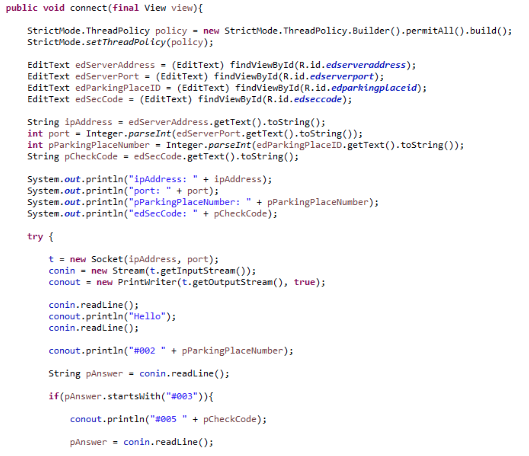 public void connect(final View view){
StrictMode.ThreadPolicy policy = new StrictMode.ThreadPolicy.Builder().permitAll().build();
StrictMode.setThreadPolicy(policy);
EditText edServerAddress = (EditText) findViewById(R.id.edserveraddress);
EditText edServerPort = (EditText) findViewById(R.id.edserverport);
EditText edParkingPlaceID = (EditText) findViewById(R.id.edparkingplaceid);
EditText edSecCode = (EditText) findViewById(R.id.edseccode);
String ipAddress = edServerAddress.getText().toString();
int port = Integer.parseInt(edServerPort.getText().toString());
int pParkingPlaceNumber = Integer.parseInt(edParkingPlaceID.getText().toString());
String pCheckCode = edSecCode.getText().toString();
System.out.println("ipAddress: " + ipAddress);
System.out.println("port: " + port);
System.out.println("pParkingPlaceNumber: " + pParkingPlaceNumber);
System.out.println("edSecCode: " + pCheckCode);
try {
t = new Socket(ipAddress, port);
conin = new Stream(t.getInputStream());
conout = new PrintWriter(t.getOutputStream(), true);
conin.readLine();
conout.println("Hello");
conin.readLine();
conout.println("#002 " + pParkingPlaceNumber);
String pAnswer = conin.readLine();
if(pAnswer.startsWith("#003")){
conout.println("#005 " + pCheckCode);
pAnswer = conin.readLine();